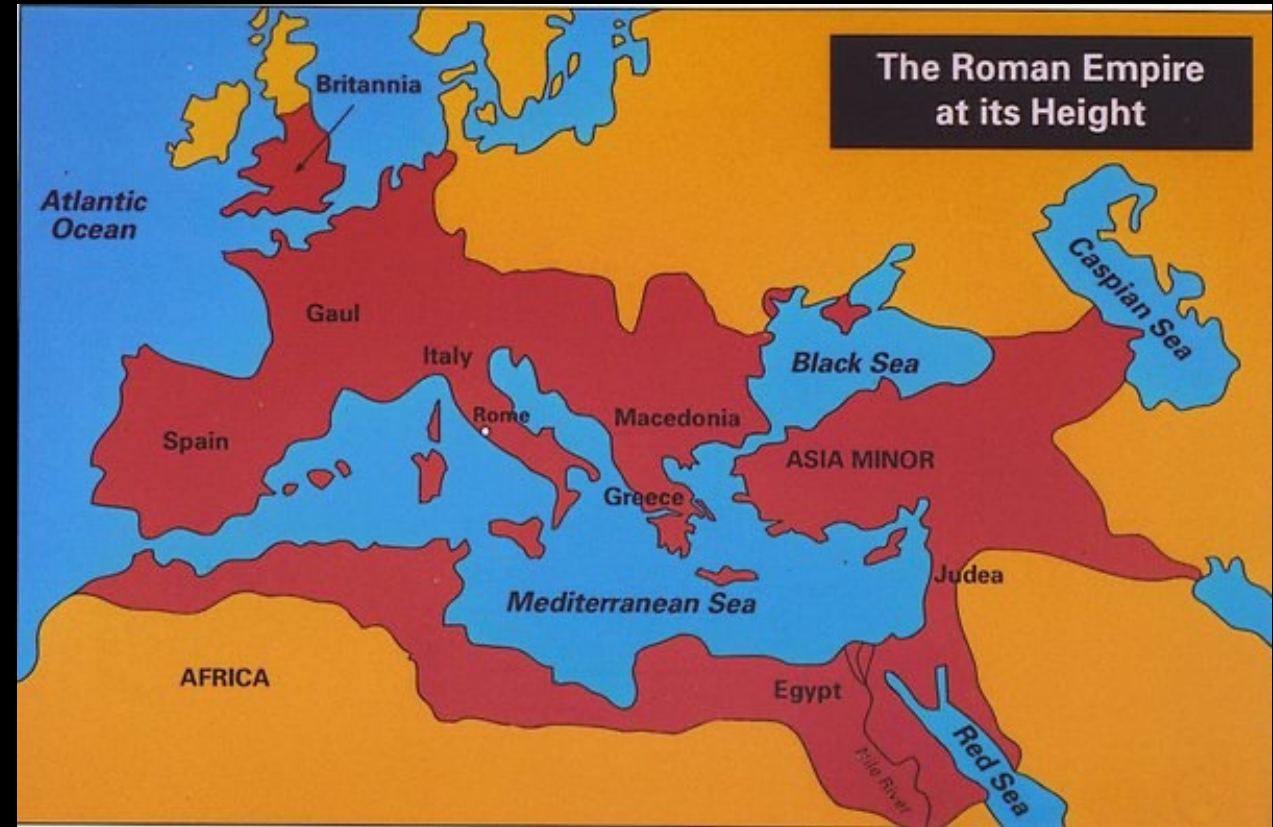 The Roman Empire
at its Height
Britannia
Atlantic
Ocean
Caspian Sea
Gaul
Italy
Black Sea
Rome
Macedonia
Spain
ASIA MINOR
Greece
Judea
Mediterranean Sea
AFRICA
Egypt
Red Sea
Nile River